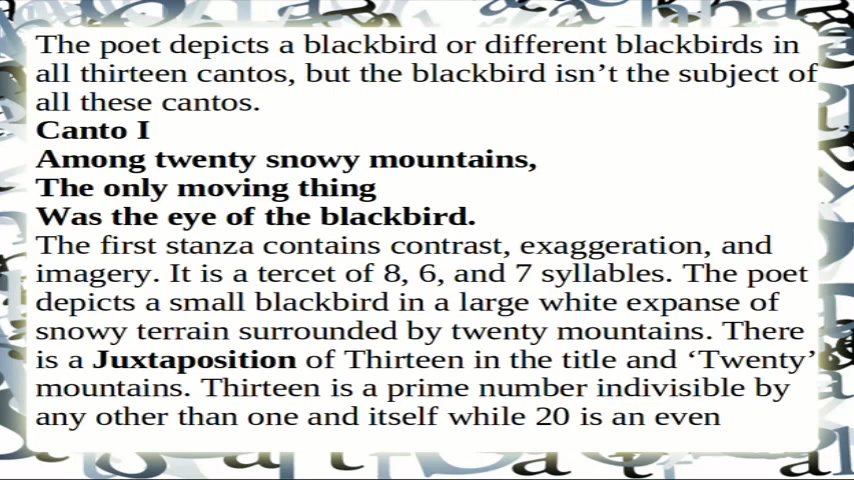 The poet depicts a blackbird or different blackbirds in
all thirteen cantos, but the blackbird isn’t the subject of
all these cantos.
Canto I
Among twenty snowy mountains,
The only moving thing
Was the eye of the blackbird.
The first stanza contains contrast, exaggeration, and
imagery. It is a tercet of 8, 6, and 7 syllables. The poet
depicts a small blackbird in a large white expanse of
snowy terrain surrounded by twenty mountains. There
is a Juxtaposition of Thirteen in the title and ‘Twenty’
mountains. Thirteen is a prime number indivisible by
any other than one and itself while 20 is an even